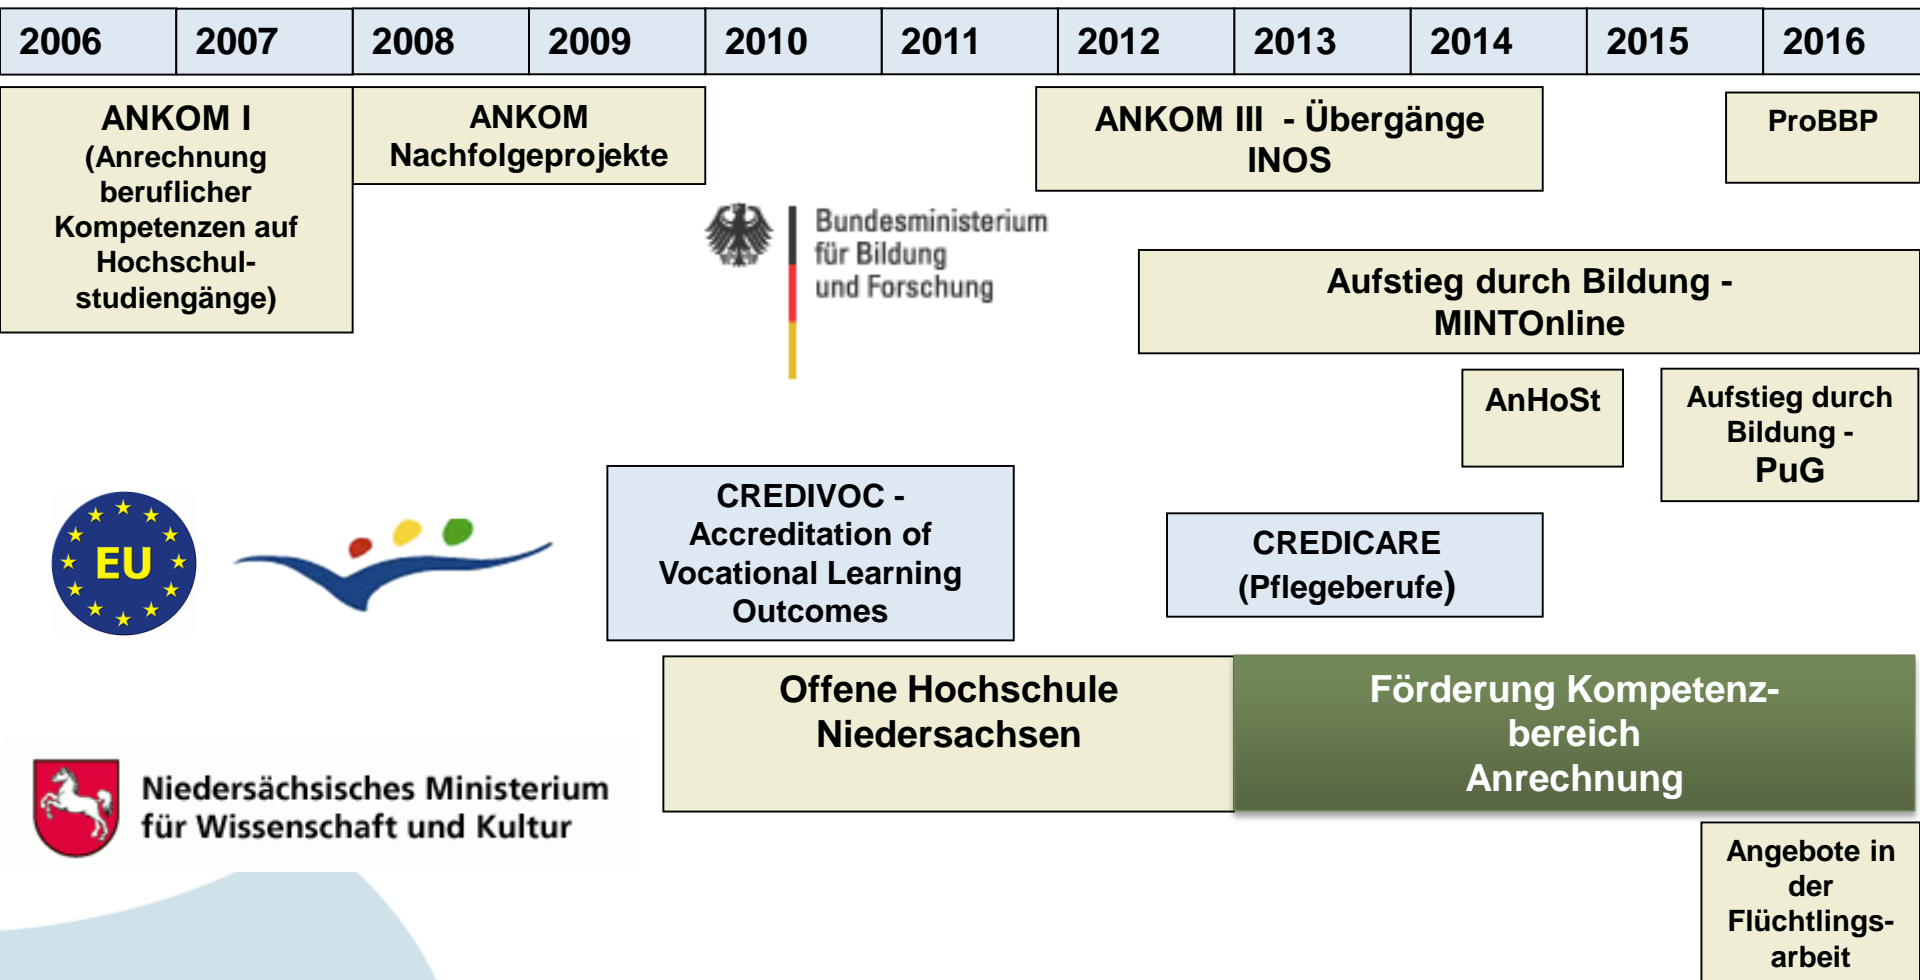 2006 2007 2008 2009 2010 2011 2012 2013 2014 2015 2016
ANKOM I
(Anrechnung
beruflicher
Kompetenzen auf
Hochschul-
studiengänge)
ANKOM
Nachfolgeprojekte
ANKOM III - Übergänge
INOS
ProBBP
Bundesministerium
für Bildung
und Forschung
Aufstieg durch Bildung -
MINTOnline
AnHoSt
Aufstieg durch
Bildung -
PuG
EU
CREDIVOC -
Accreditation of
Vocational Learning
Outcomes
CREDICARE
(Pflegeberufe)
Offene Hochschule
Niedersachsen
Förderung Kompetenz-
bereich
Anrechnung
Niedersächsisches Ministerium
für Wissenschaft und Kultur
Angebote in
der
Flüchtlings-
arbeit